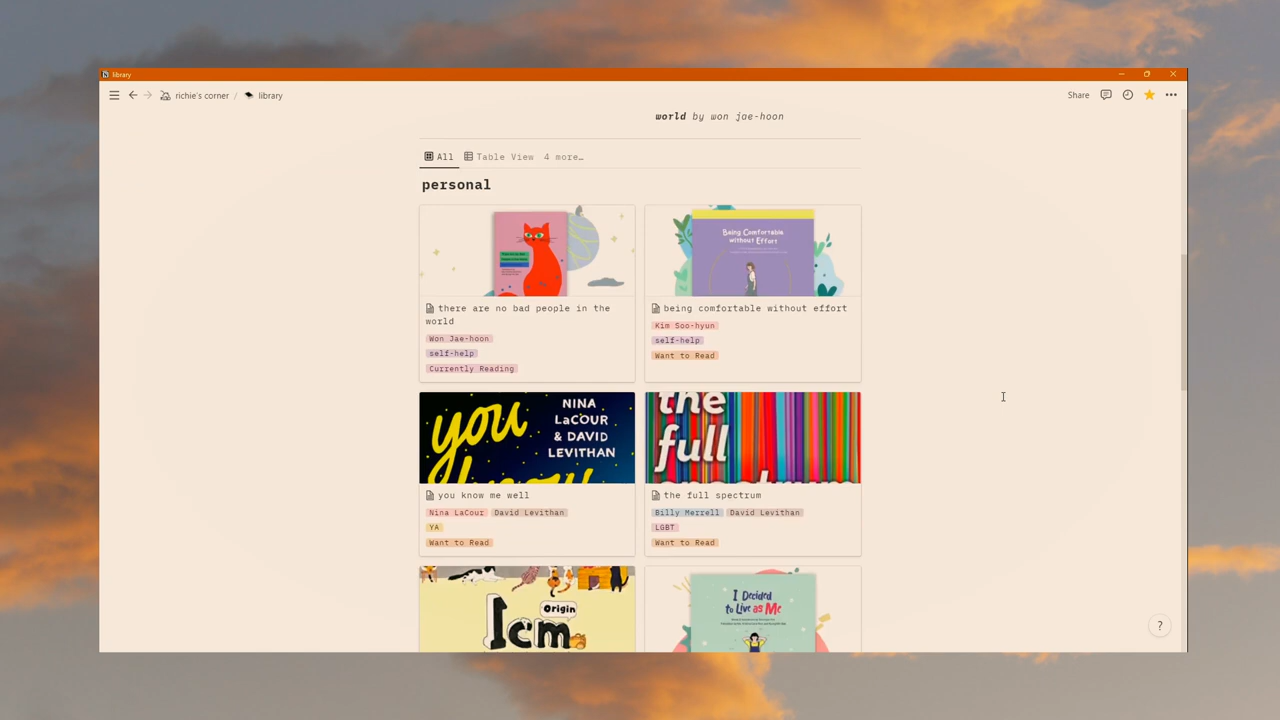 library
richie's corner / library
Share
world by won jae-hoon
All Table View 4 more…
personal
Being Comfortable
without Effort
there are no bad people in the
world
Won Jae-hoon
self-help
Currently Reading
being comfortable without effort
Kim Soo-hyun
self-help
Want to Read
you
know
NINA
LaCOUR
& DAVID
LEVITHAN
the
full
you know me well
Nina LaCour David Levithan
YA
Want to Read
the full spectrum
Billy Merrell David Levithan
LGBT
Want to Read
Origin
1cm
I Decided
to Live as Me
?